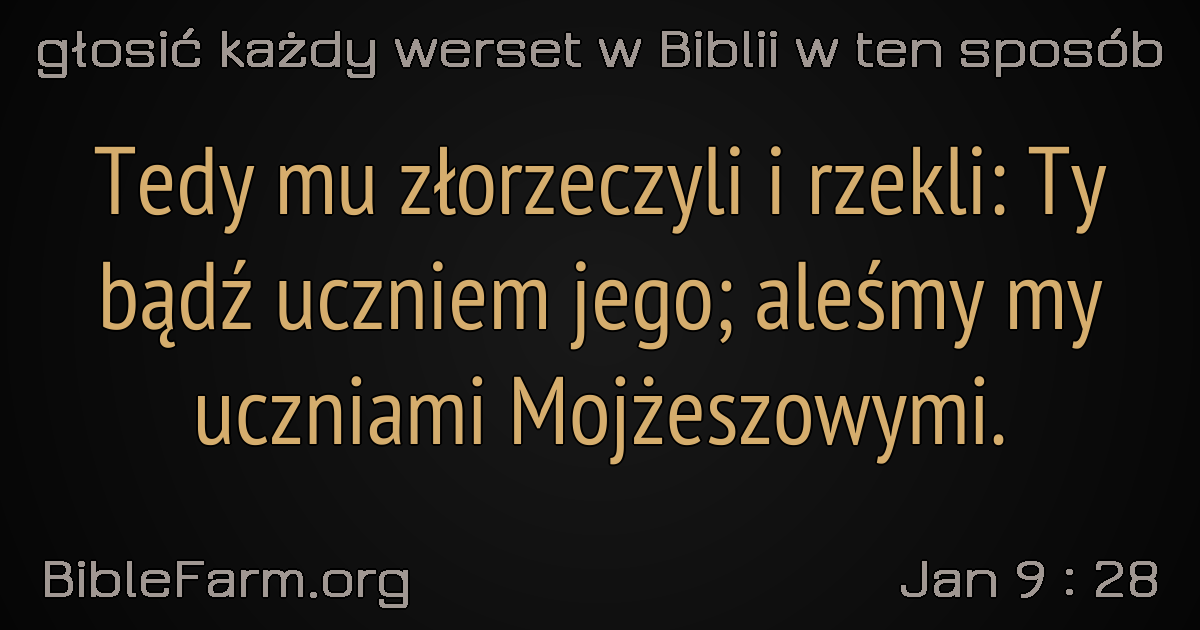 głosić każdy werset w Biblii w ten sposób
Tedy mu złorzeczyli i rzekli: Ty
bądź uczniem jego; aleśmy my
uczniami Mojżeszowymi.
BibleFarm.org
Jan 9 : 28